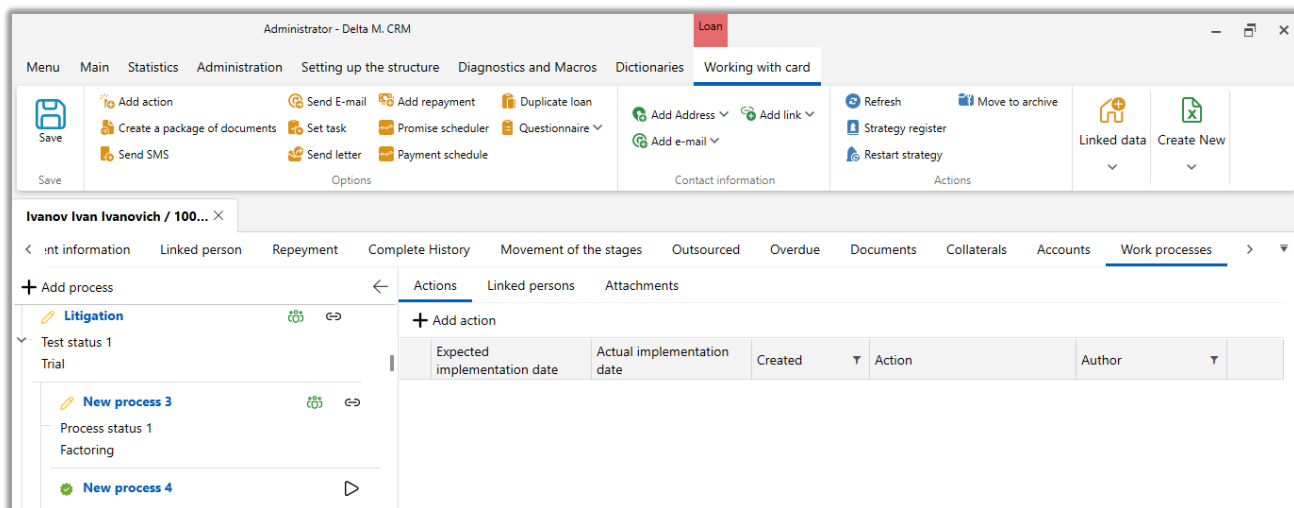 Administrator - Delta M. CRM
Loan
Menu Main Statistics Administration Setting up the structure Diagnostics and Macros Dictionaries Working with card
Save
Add action
Create a package of documents
Send SMS
Send E-mail
Set task
Send letter
Add repayment
Promise scheduler
Payment schedule
Duplicate loan
Questionnaire
Add Address
Add link
Add e-mail
Refresh
Strategy register
Restart strategy
Move to archive
Linked data
Create New
Save
Options
Contact information
Actions
Ivanov Ivan Ivanovich / 100...
ent information Linked person Repeyment Complete History Movement of the stages Outsourced Overdue Documents Collaterals Accounts Work processes
Add process
Actions Linked persons Attachments
Litigation
Test status 1
Trial
New process 3
Process status 1
Factoring
New process 4
Add action
Expected
implementation date
Actual implementation
date
Created
Action
Author